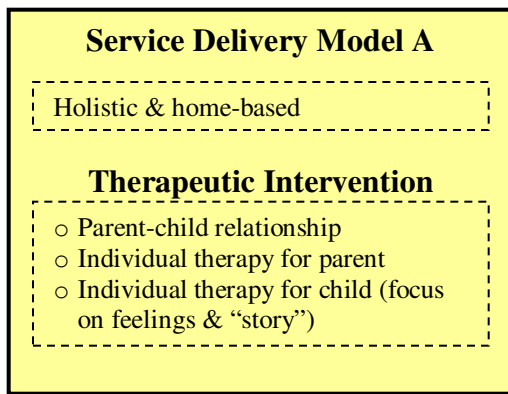 Service Delivery Model A
Holistic & home-based
Therapeutic Intervention
○ Parent-child relationship
○ Individual therapy for parent
○ Individual therapy for child (focus
on feelings & “story”)